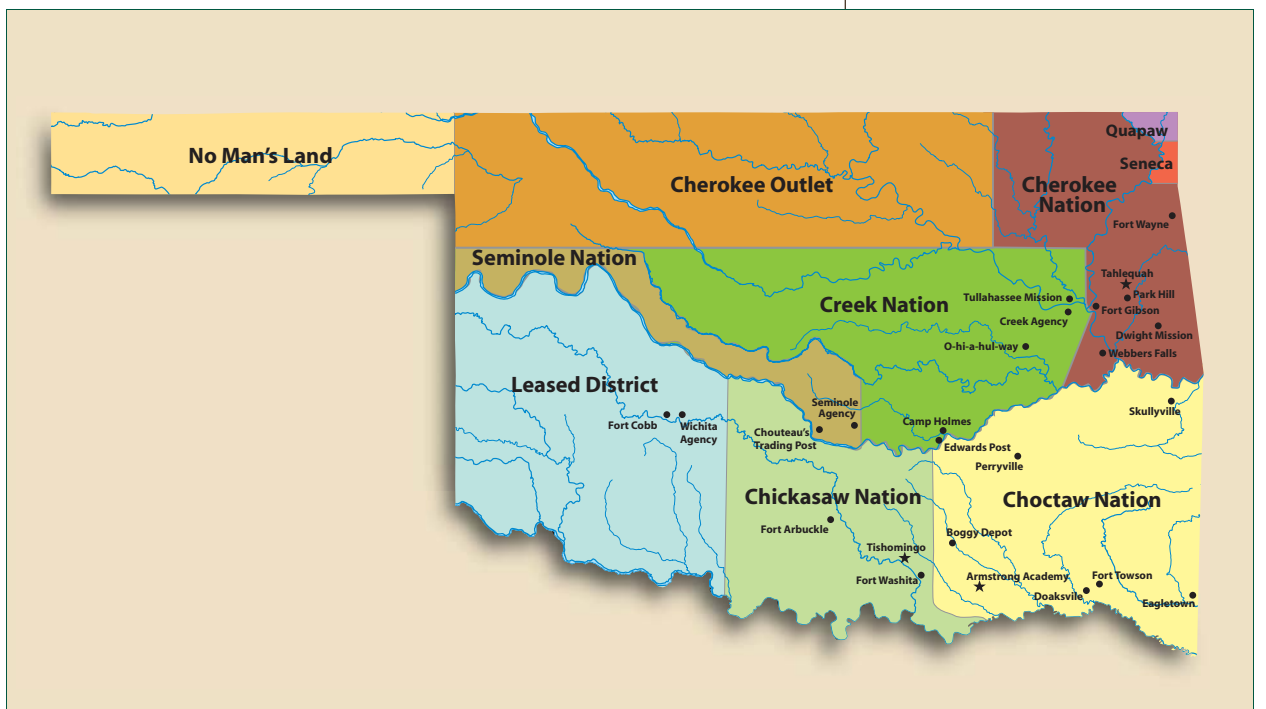 Quapaw
No Man's Land
Seneca
Cherokee Outlet
Cherokee
Nation
Fort Wayne
Seminole Nation
Tahlequah
Park Hill
Tullahassee Mission
Creek Nation
Fort Gibson
Creek Agency
Dwight Mission
O-hi-a-hul-way
Webbers Falls
Leased District
Seminole
Agency
Skullyville
Fort Cobb
Wichita
Agency
Chouteau's
Trading Post
Camp Holmes
Edwards Post
Perryville
Chickasaw Nation
Choctaw Nation
Fort Arbuckle
Boggy Depot
Tishomingo
Fort Washita
Armstrong Academy
Fort Towson
Doaksvile
Eagletown